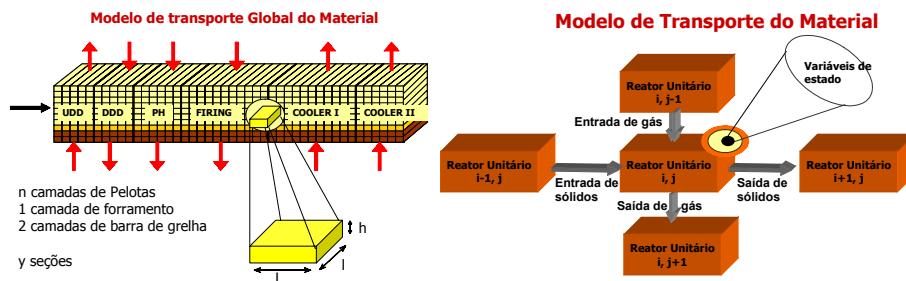 Modelo de transporte Global do Material
UDD
DDD
PH
FIRING
COOLER I
COOLER II
n camadas de Pelotas
1 camada de forramento
2 camadas de barra de grelha
y seções
h
l
L
Modelo de Transporte do Material
Variáveis de
estado
Reator Unitário
i, j-1
Entrada de gás
Reator Unitário
i-1, j
Entrada de
sólidos
Reator Unitário
i, j
Saída de
sólidos
Reator Unitário
i+1, j
Saída de gás
Reator Unitário
i, j+1